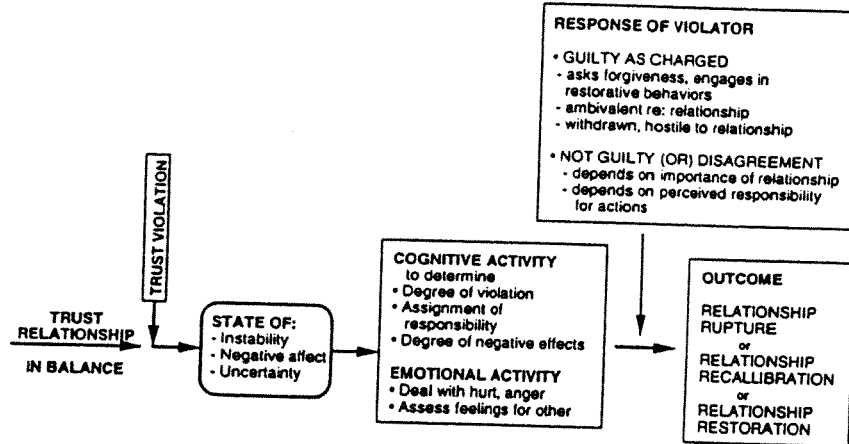 RESPONSE OF VIOLATOR
• GUILTY AS CHARGED
- asks forgiveness, engages in
restorative behaviors
- ambivalent re: relationship
- withdrawn, hostile to relationship
• NOT GUILTY (OR) DISAGREEMENT
- depends on importance of relationship
- depends on perceived responsibility
for actions
TRUST VIOLATION
TRUST
RELATIONSHIP
IN BALANCE
STATE OF:
- Instability
- Negative affect
- Uncertainty
COGNITIVE ACTIVITY
to determine
• Degree of violation
• Assignment of
responsibility
• Degree of negative effects
EMOTIONAL ACTIVITY
• Deal with hurt, anger
• Assess feelings for other
OUTCOME
RELATIONSHIP
RUPTURE
or
RELATIONSHIP
RECALLIBRATION
or
RELATIONSHIP
RESTORATION